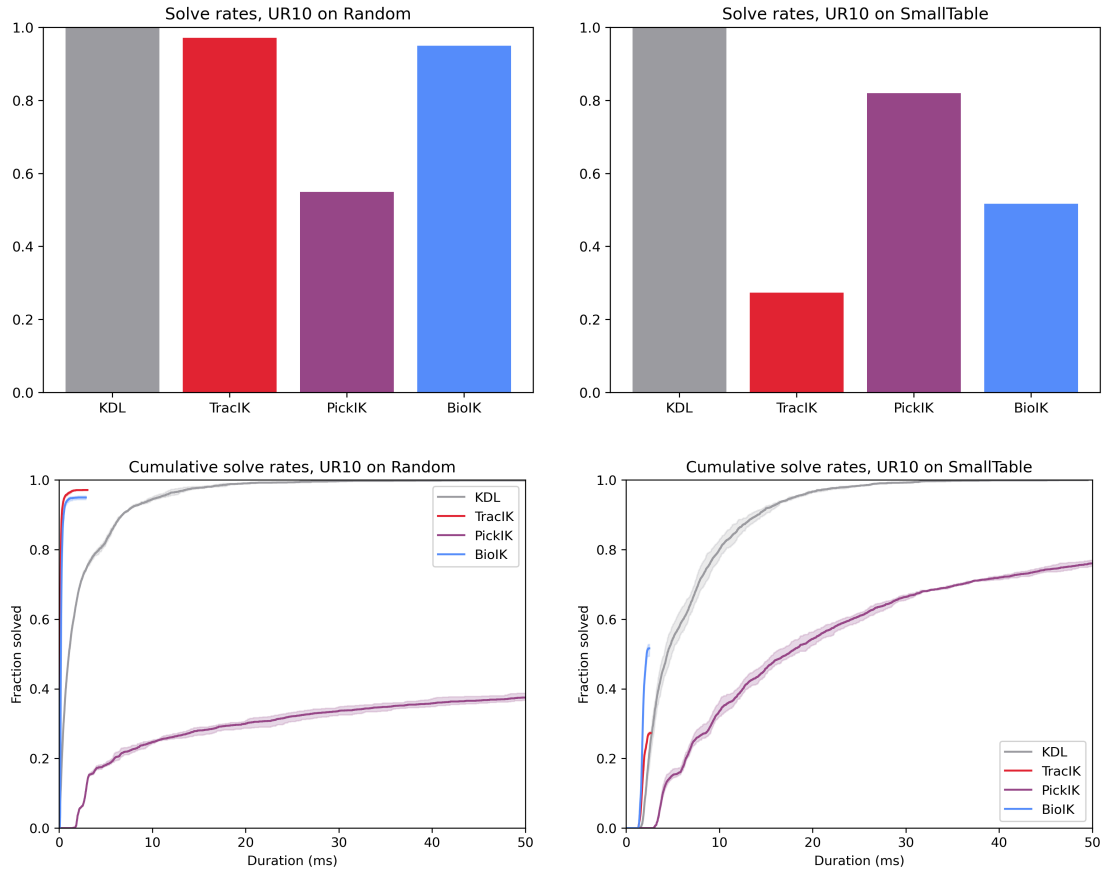 Solve rates, UR10 on Random
1.0
0.8
0.6
0.4
0.2
0.0
KDL TracIK PickIK BioIK
Solve rates, UR10 on SmallTable
1.0
0.8
0.6
0.4
0.2
0.0
KDL TracIK PickIK BioIK
Cumulative solve rates, UR10 on Random
Fraction solved
1.0
0.8
0.6
0.4
0.2
0.0
KDL
TracIK
PickIK
BioIK
0 10 20 30 40 50
Duration (ms)
Cumulative solve rates, UR10 on SmallTable
Fraction solved
1.0
0.8
0.6
0.4
0.2
0.0
KDL
TracIK
PickIK
BioIK
0 10 20 30 40 50
Duration (ms)